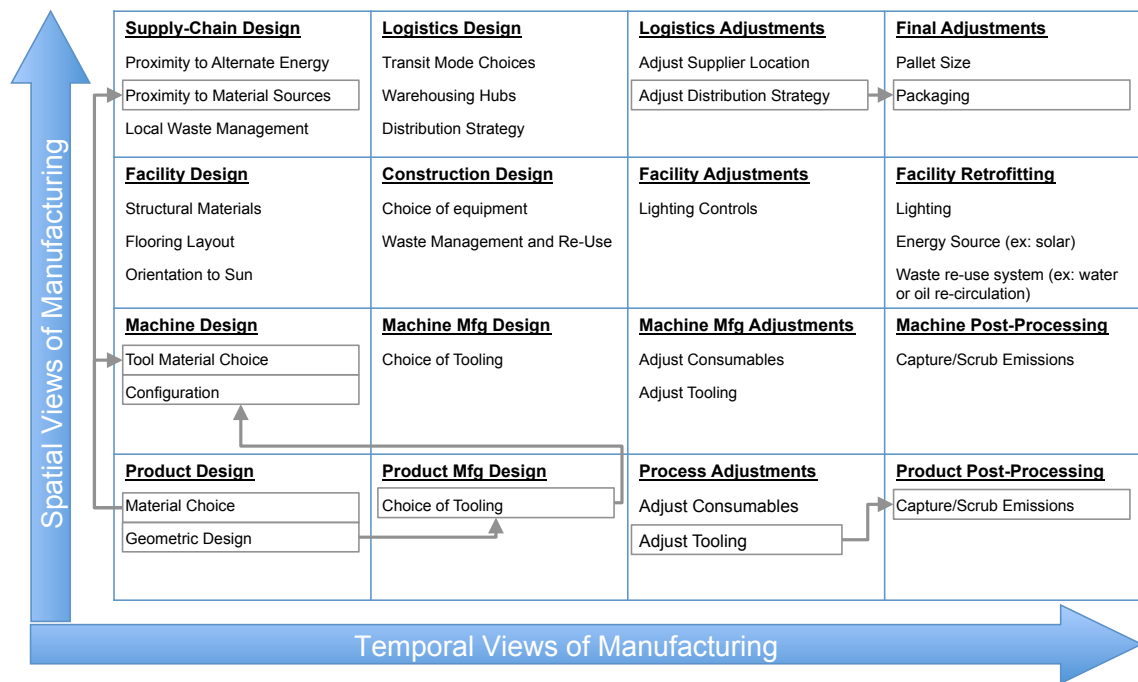 Spatial Views of Manufacturing
Supply-Chain Design
Proximity to Alternate Energy
Proximity to Material Sources
Local Waste Management
Logistics Design
Transit Mode Choices
Warehousing Hubs
Distribution Strategy
Logistics Adjustments
Adjust Supplier Location
Adjust Distribution Strategy
Final Adjustments
Pallet Size
Packaging
Facility Design
Structural Materials
Flooring Layout
Orientation to Sun
Construction Design
Choice of equipment
Waste Management and Re-Use
Facility Adjustments
Lighting Controls
Facility Retrofitting
Lighting
Energy Source (ex: solar)
Waste re-use system (ex: water
or oil re-circulation)
Machine Design
Tool Material Choice
Configuration
Machine Mfg Design
Choice of Tooling
Machine Mfg Adjustments
Adjust Consumables
Adjust Tooling
Machine Post-Processing
Capture/Scrub Emissions
Product Design
Material Choice
Geometric Design
Product Mfg Design
Choice of Tooling
Process Adjustments
Adjust Consumables
Adjust Tooling
Product Post-Processing
Capture/Scrub Emissions
Temporal Views of Manufacturing